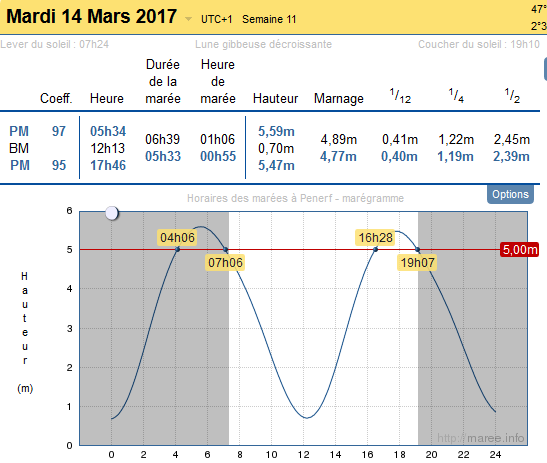 Mardi 14 Mars 2017 UTC+1 Semaine 11 47°
2°3
Lever du soleil : 07h24 Lune gibbeuse décroissante Coucher du soleil : 19h10
Durée Heure
de la de
Coeff. Heure marée marée Hauteur Marnage 1/12 1/4 1/2
PM 97 05h34 5,59m
06h39 01h06 4,89m 0,41m 1,22m 2,45m
BM 12h13 0,70m
05h33 00h55 4,77m 0,40m 1,19m 2,39m
PM 95 17h46 5,47m
Options
Horaires des marées à Penerf - marégramme
6
04h06 16h28
5 5,00m
07h06 19h07
4
3
2
1
0
Hauteur
(m)
http://maree.info
0 2 4 6 8 10 12 14 16 18 20 22 24